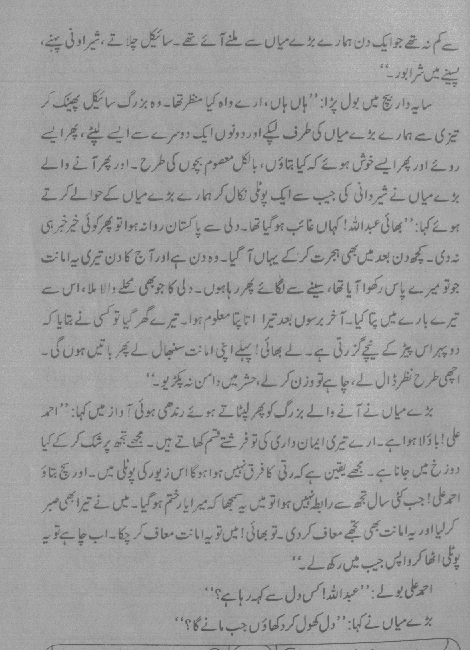 سے کم نہ تھے جو ایک دن ہمارے بڑے میاں سے ملنے آئے تھے۔ سائیکل چلاتے، شیروانی پہنے،
پسینے میں شرابور۔‘‘
سایہ دار بیچ میں بول پڑا: ’’ہاں ہاں، ارے واہ کیا منظر تھا۔ وہ بزرگ سائیکل پھینک کر
تیزی سے ہمارے بڑے میاں کی طرف لپکے اور دونوں ایک دوسرے سے ایسے لپٹے، پھر ایسے
روئے اور پھر ایسے خوش ہوئے کہ کیا بتاؤں، بالکل معصوم بچوں کی طرح۔ اور پھر آنے والے
بڑے میاں نے شیروانی کی جیب سے ایک پوٹلی نکال کر ہمارے بڑے میاں کے حوالے کرتے
ہوئے کہا: ’’بھائی عبداللہ! کہاں غائب ہو گیا تھا۔ دلی سے پاکستان روانہ ہوا تو پھر کوئی خیر خبر ہی
نہ دی۔ کچھ دن بعد میں بھی ہجرت کر کے یہاں آ گیا۔ وہ دن ہے اور آج کا دن تیری یہ امانت
جو تو میرے پاس رکھوا آیا تھا، سینے سے لگائے پھر رہا ہوں۔ دلی کا جو بھی محلے والا ملا، اس سے
تیرے بارے میں پتا کیا۔ آخر برسوں بعد تیرا اتا پتا معلوم ہوا۔ تیرے گھر گیا تو کسی نے بتایا کہ
دوپہر اس پیڑ کے نیچے گزرتی ہے۔ لے بھائی! پہلے اپنی امانت سنبھال لے پھر باتیں ہوں گی۔
اچھی طرح نظر ڈال لے، چاہے تو وزن کر لے، حشر میں دامن نہ پکڑیو۔‘‘
بڑے میاں نے آنے والے بزرگ کو پھر لپٹاتے ہوئے رندھی ہوئی آواز میں کہا: ’’احمد
علی! باؤلا ہوا ہے۔ ارے تیری ایمان داری کی تو فرشتے قسم کھاتے ہیں۔ مجھے تجھ پر شک کر کے کیا
دوزخ میں جانا ہے۔ مجھے یقین ہے کہ رتی کا فرق نہیں ہوا ہو گا اس زیور کی پوٹلی میں۔ اور سچ بتاؤ
احمد علی! جب کئی سال تجھ سے رابطہ نہیں ہوا تو میں یہ سمجھا کہ میرا یار ختم ہو گیا۔ میں نے تیرا بھی صبر
کر لیا اور یہ امانت بھی تجھے معاف کر دی۔ تو بھائی! میں تو یہ امانت معاف کر چکا۔ اب چاہے تو یہ
پوٹلی اٹھا کر واپس جیب میں رکھ لے۔‘‘
احمد علی بولے: ’’عبداللہ! کس دل سے کہہ رہا ہے؟‘‘
بڑے میاں نے کہا: ’’دل کھول کر دکھاؤں جب مانے گا؟‘‘